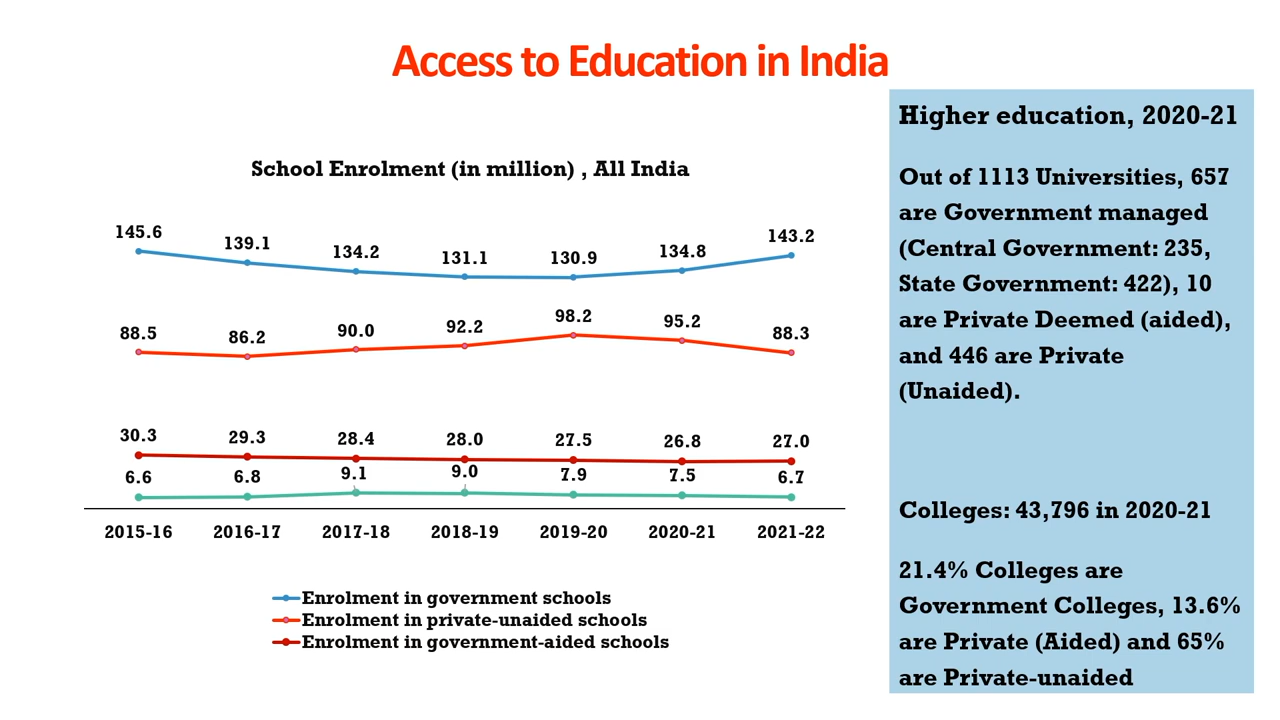 Access to Education in India
School Enrolment (in million) , All India
145.6 139.1 134.2 131.1 130.9 134.8 143.2
88.5 86.2 90.0 92.2 98.2 95.2 88.3
30.3 29.3 28.4 28.0 27.5 26.8 27.0
6.6 6.8 9.1 9.0 7.9 7.5 6.7
2015-16 2016-17 2017-18 2018-19 2019-20 2020-21 2021-22
Enrolment in government schools
Enrolment in private-unaided schools
Enrolment in government-aided schools
Higher education, 2020-21
Out of 1113 Universities, 657
are Government managed
(Central Government: 235,
State Government: 422), 10
are Private Deemed (aided),
and 446 are Private
(Unaided).
Colleges: 43,796 in 2020-21
21.4% Colleges are
Government Colleges, 13.6%
are Private (Aided) and 65%
are Private-unaided